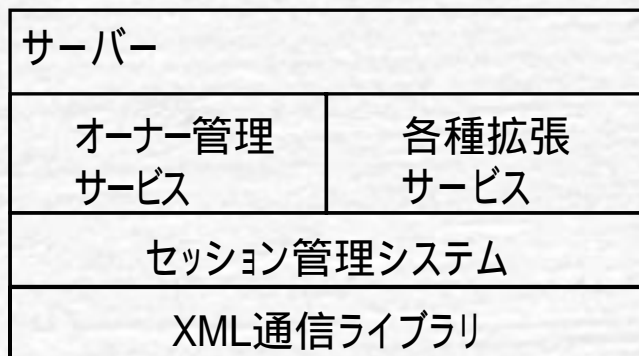 サーバー
オーナー管理
サービス
各種拡張
サービス
セッション管理システム
XML通信ライブラリ